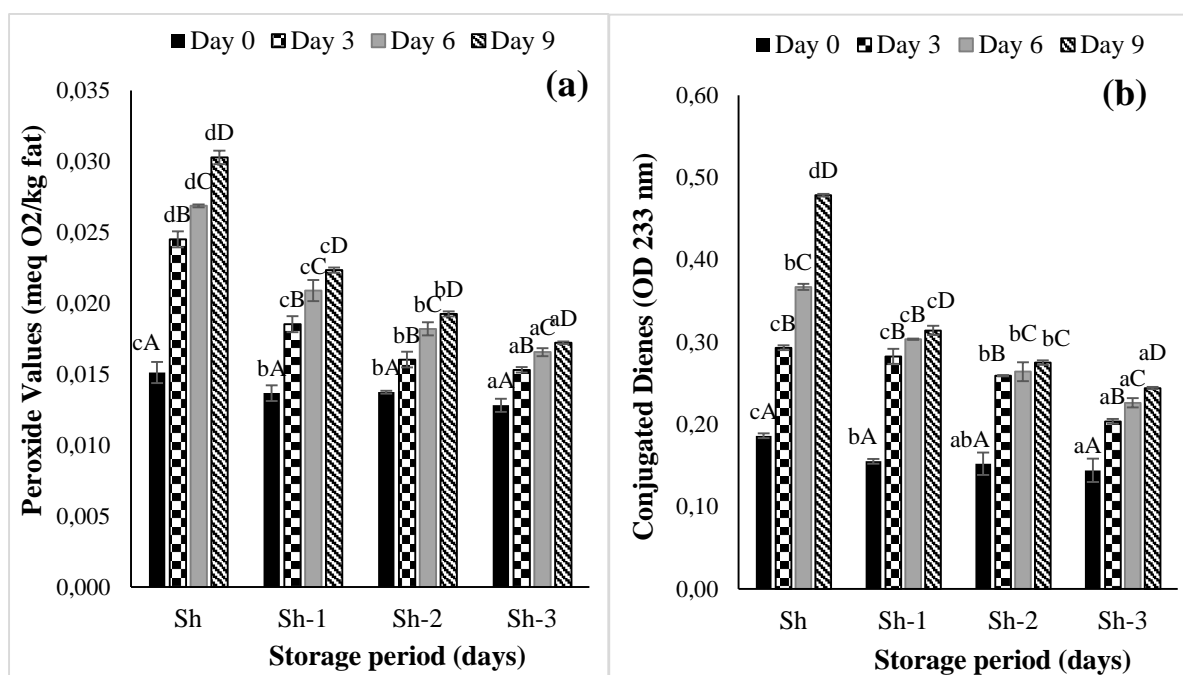 Day 0 Day 3 Day 6 Day 9
(a)
Peroxide Values (meq O2/kg fat)
0,035
0,030
0,025
0,020
0,015
0,010
0,005
0,000
cA dB dC dD
bA cB cC cD
bA bB bC bD
aA aB aC aD
Sh Sh-1 Sh-2 Sh-3
Storage period (days)
Day 0 Day 3 Day 6 Day 9
(b)
Conjugated Dienes (OD 233 nm)
0,60
0,50
0,40
0,30
0,20
0,10
0,00
cA cB bC dD
bA cB cB cD
abA bB bC bC
aA aB aC aD
Sh Sh-1 Sh-2 Sh-3
Storage period (days)